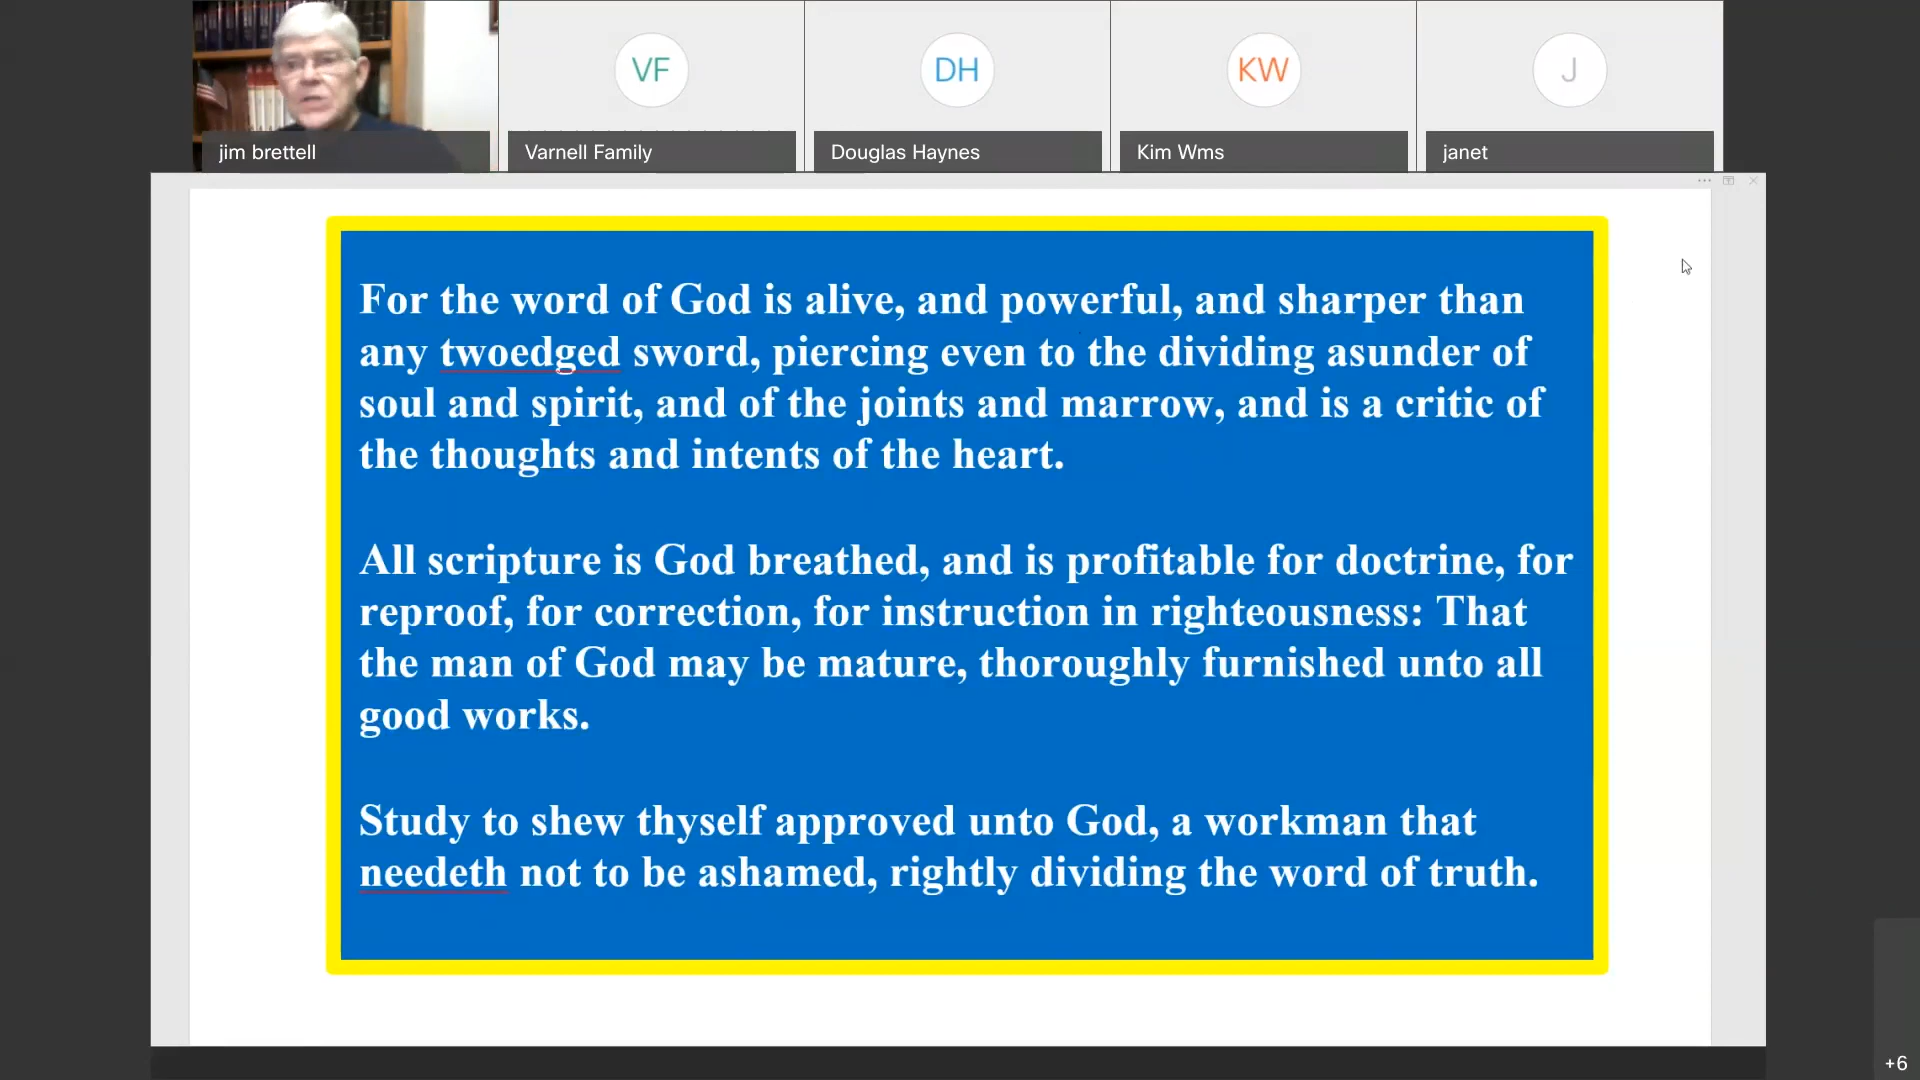 VF
DH
KW
J
jim brettell
Varnell Family
Douglas Haynes
Kim Wms
janet
For the word of God is alive, and powerful, and sharper than
any twoedged sword, piercing even to the dividing asunder of
soul and spirit, and of the joints and marrow, and is a critic of
the thoughts and intents of the heart.
All scripture is God breathed, and is profitable for doctrine, for
reproof, for correction, for instruction in righteousness: That
the man of God may be mature, thoroughly furnished unto all
good works.
Study to shew thyself approved unto God, a workman that
needeth not to be ashamed, rightly dividing the word of truth.
+6